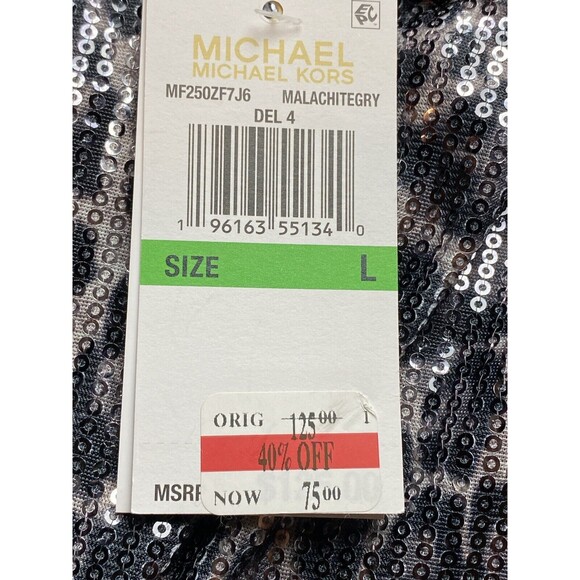 MICHAEL
MICHAEL KORS
MF250ZF7J6 MALACHITEGRY
DEL 4
1 96163 55134 0
SIZE L
ORIG 125.00 1
40% OFF
MSRP
NOW 75.00